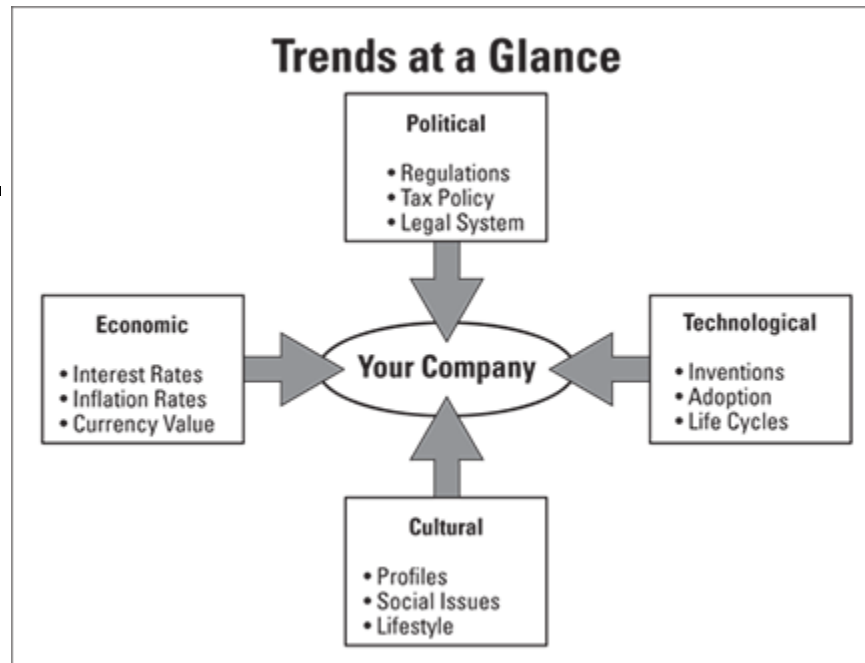 Trends at a Glance
Political
• Regulations
• Tax Policy
• Legal System
Economic
• Interest Rates
• Inflation Rates
• Currency Value
Your Company
Technological
• Inventions
• Adoption
• Life Cycles
Cultural
• Profiles
• Social Issues
• Lifestyle